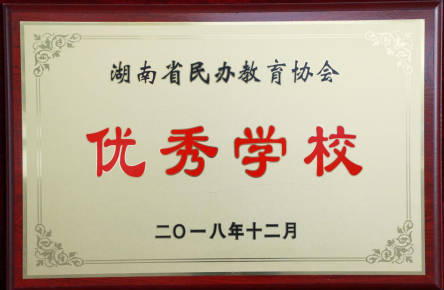 湖南省民办教育协会
优秀学校
二〇一八年十二月